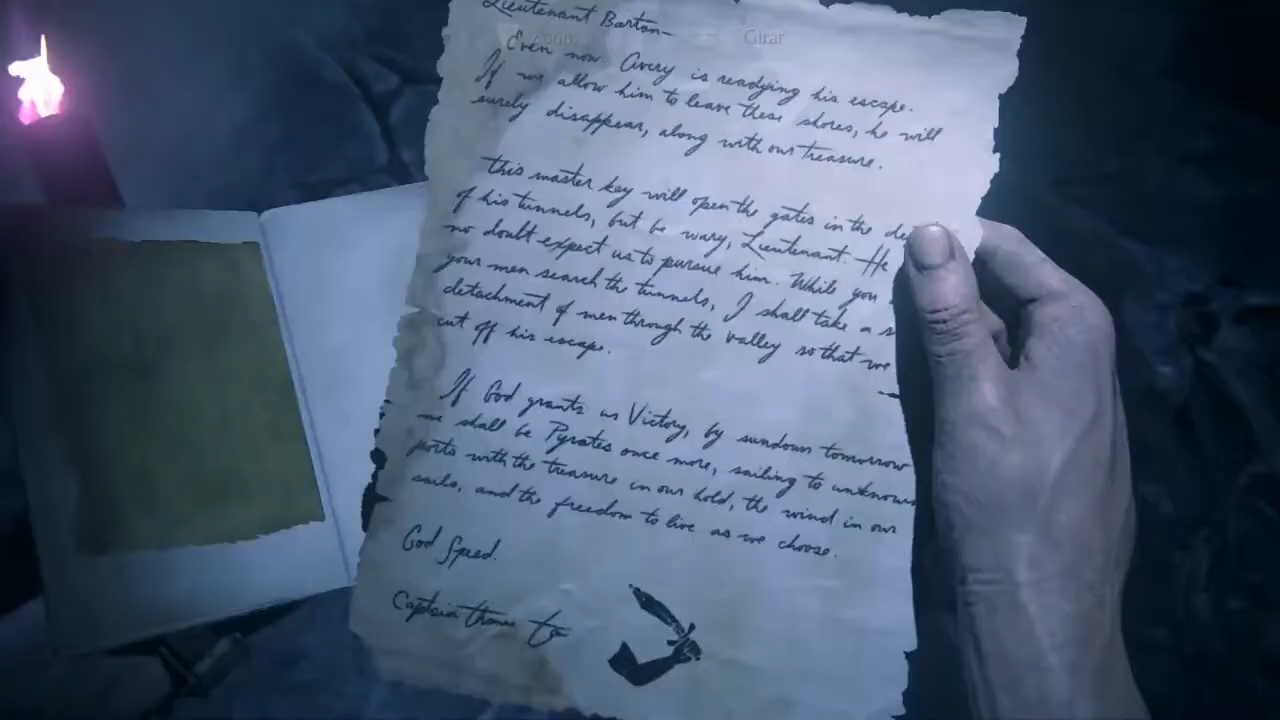 Lieutenant Barton—
Girar
Even now Avery is readying his escape.
If we allow him to leave these shores, he will
surely disappear, along with our treasure.
This master key will open the gates in the
of his tunnels, but be wary, Lieutenant. He
no doubt expect us to pursue him. While you
your men search the tunnels, I shall take a
detachment of men through the valley so that we
cut off his escape.
If God grants us Victory, by sundown tomorrow
we shall be Pyrates once more, sailing to unknown
ports with the treasure in our hold, the wind in our
sails, and the freedom to live as we choose.
God Speed.
Captain Thomas